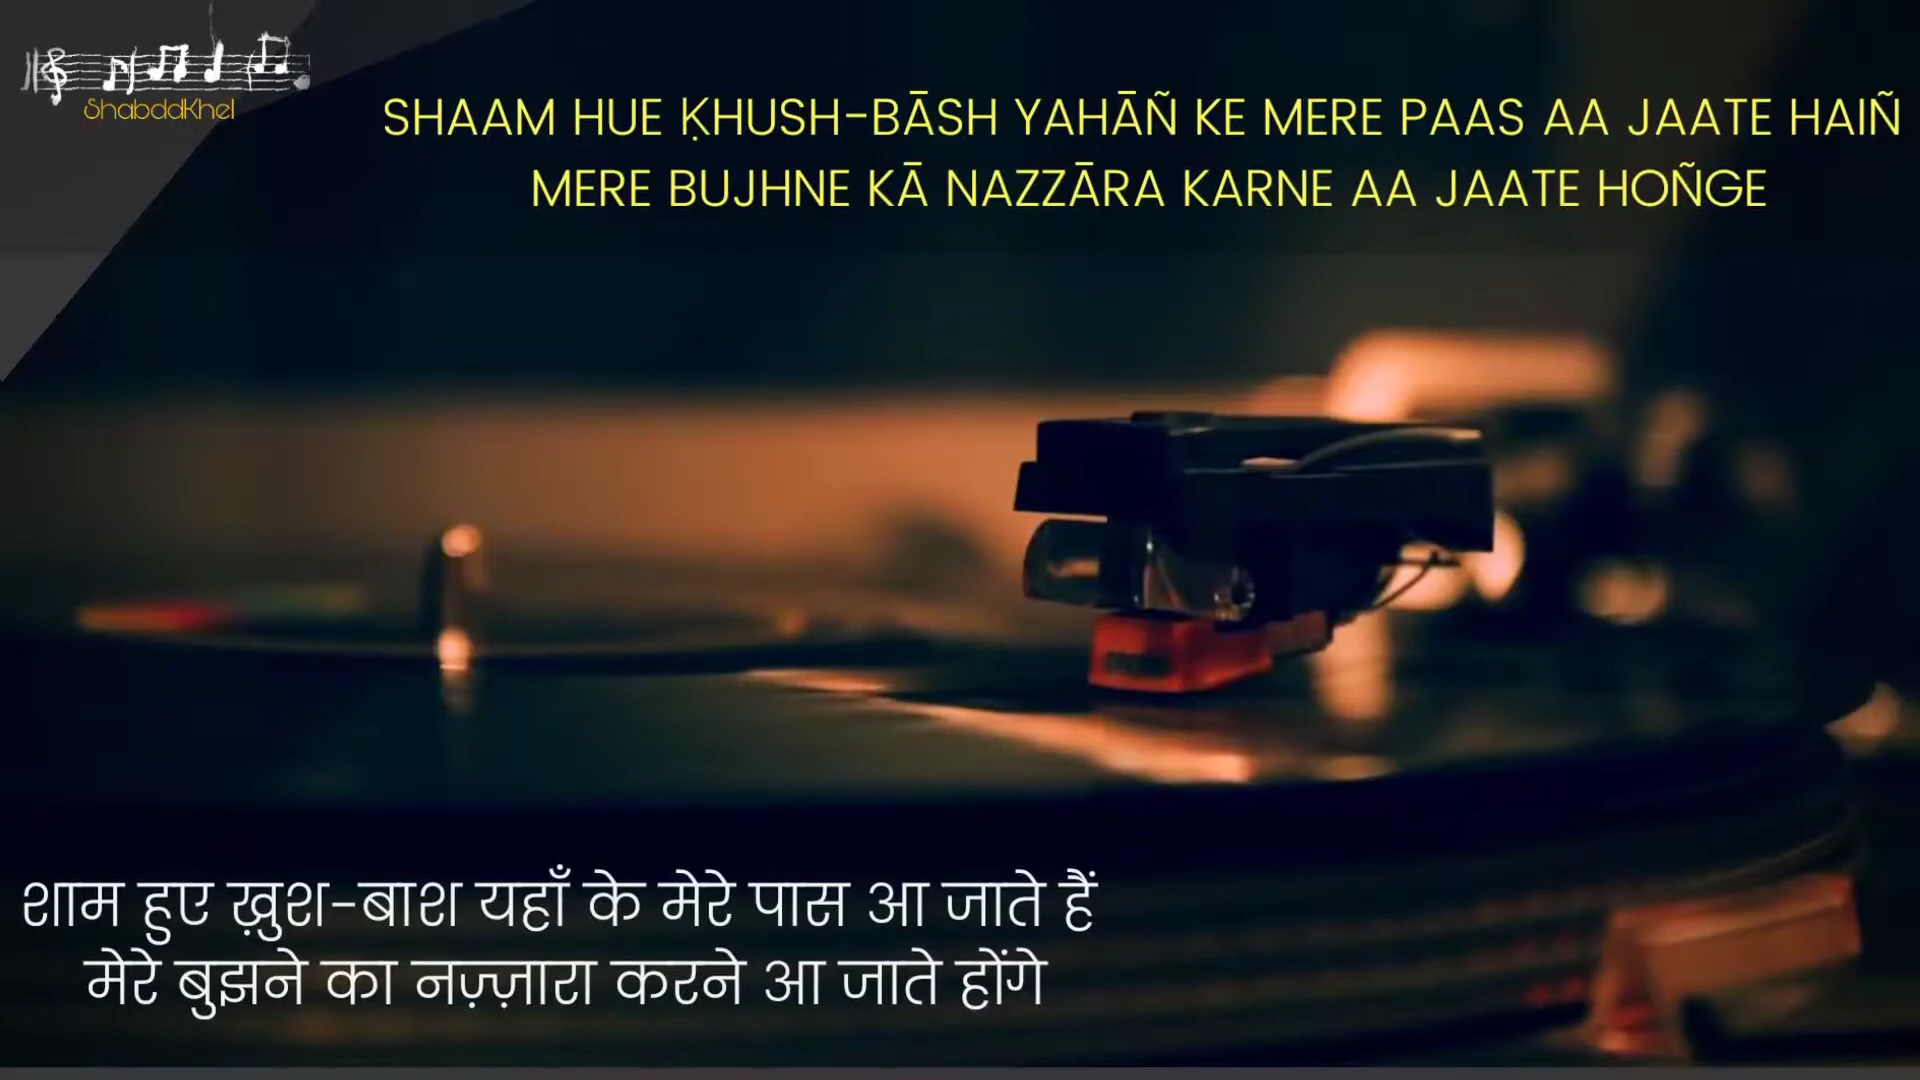 ShabddKhel
SHAAM HUE ḲHUSH-BĀSH YAHĀÑ KE MERE PAAS AA JAATE HAIÑ
MERE BUJHNE KĀ NAZZĀRA KARNE AA JAATE HOÑGE
शाम हुए ख़ुश-बाश यहाँ के मेरे पास आ जाते हैं
मेरे बुझने का नज़्ज़ारा करने आ जाते होंगे